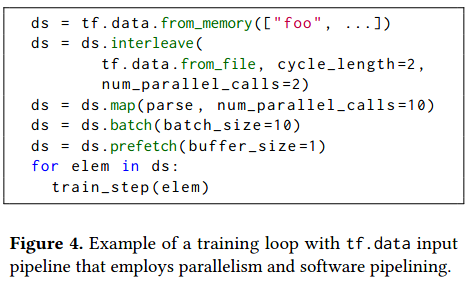 ds = tf.data.from_memory(["foo", ...])
ds = ds.interleave(
        tf.data.from_file, cycle_length=2,
        num_parallel_calls=2)
ds = ds.map(parse, num_parallel_calls=10)
ds = ds.batch(batch_size=10)
ds = ds.prefetch(buffer_size=1)
for elem in ds:
  train_step(elem)
Figure 4. Example of a training loop with tf.data input
pipeline that employs parallelism and software pipelining.